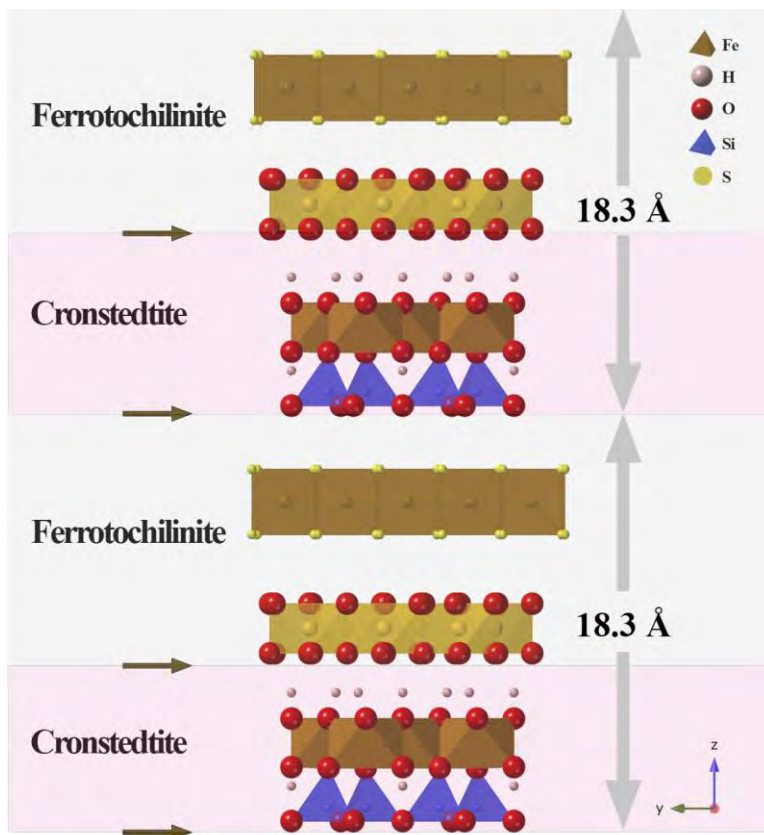 Fe
H
O
Si
S
Ferrotochilinite
18.3 Å
Cronstedtite
Ferrotochilinite
18.3 Å
Cronstedtite
z
y